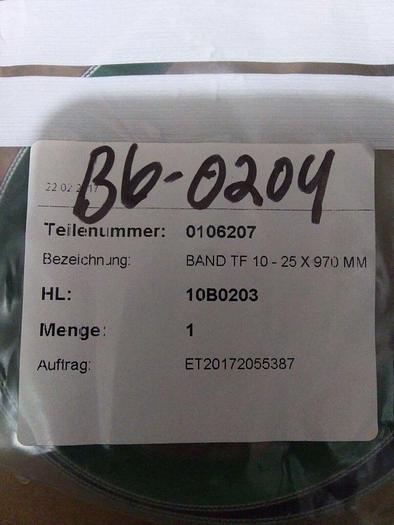 B6-0204
22.02.2017
Teilenummer: 0106207
Bezeichnung: BAND TF 10 - 25 X 970 MM
HL: 10B0203
Menge: 1
Auftrag: ET20172055387